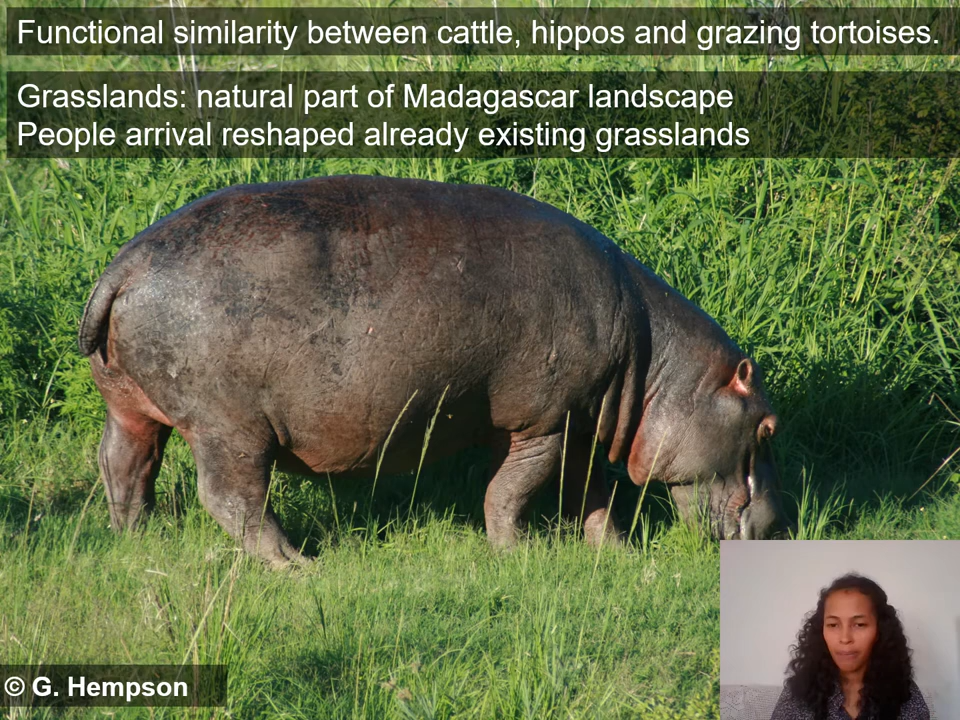 Functional similarity between cattle, hippos and grazing tortoises.
Grasslands: natural part of Madagascar landscape
People arrival reshaped already existing grasslands
© G. Hempson